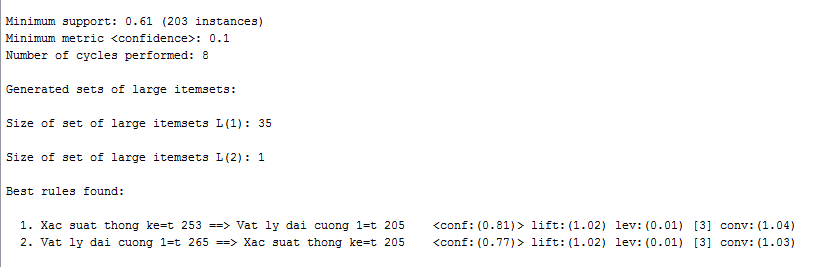 Minimum support: 0.61 (203 instances)
Minimum metric <confidence>: 0.1
Number of cycles performed: 8
Generated sets of large itemsets:
Size of set of large itemsets L(1): 35
Size of set of large itemsets L(2): 1
Best rules found:
1. Xac suat thong ke=t 253 ==> Vat ly dai cuong 1=t 205 <conf:(0.81)> lift:(1.02) lev:(0.01) [3] conv:(1.04)
2. Vat ly dai cuong 1=t 265 ==> Xac suat thong ke=t 205 <conf:(0.77)> lift:(1.02) lev:(0.01) [3] conv:(1.03)